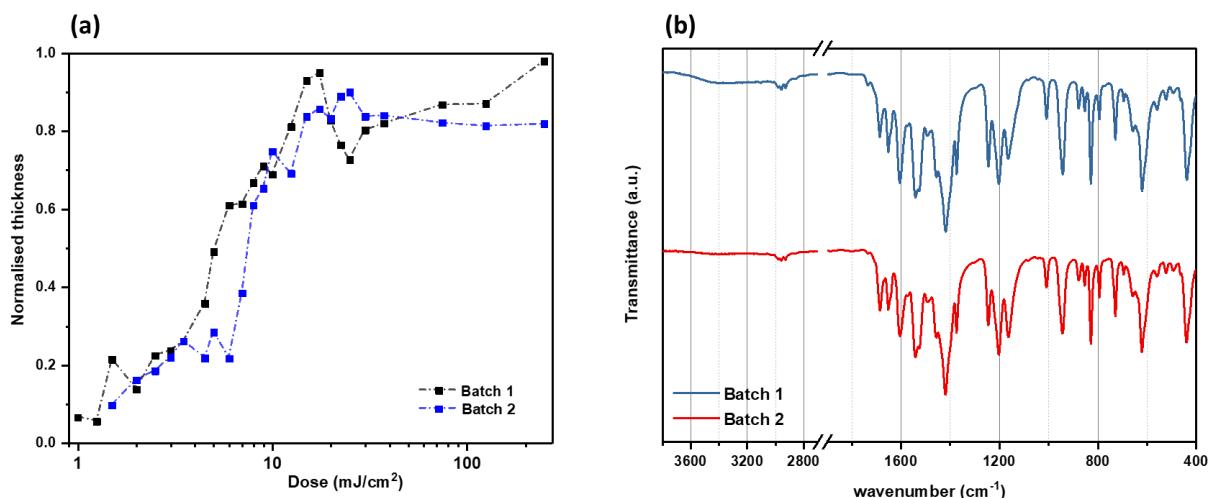 (a)
Normalised thickness
1.0
0.8
0.6
0.4
0.2
0.0
1
10
100
Dose (mJ/cm²)
Batch 1
Batch 2
(b)
Transmittance (a.u.)
Batch 1
Batch 2
3600 3200 2800 1600 1200 800 400
wavenumber (cm⁻¹)